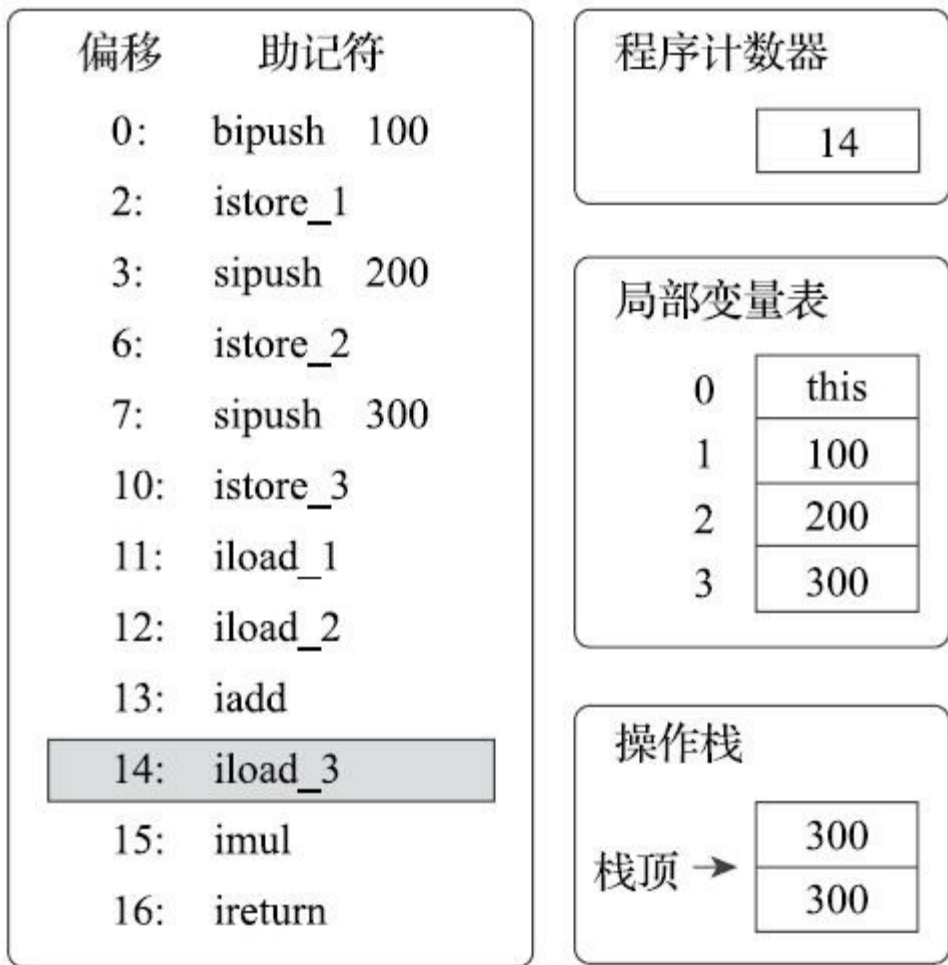 偏移 助记符
0: bipush 100
2: istore_1
3: sipush 200
6: istore_2
7: sipush 300
10: istore_3
11: iload_1
12: iload_2
13: iadd
14: iload_3
15: imul
16: ireturn
程序计数器
14
局部变量表
0 this
1 100
2 200
3 300
操作栈
300
栈顶
300